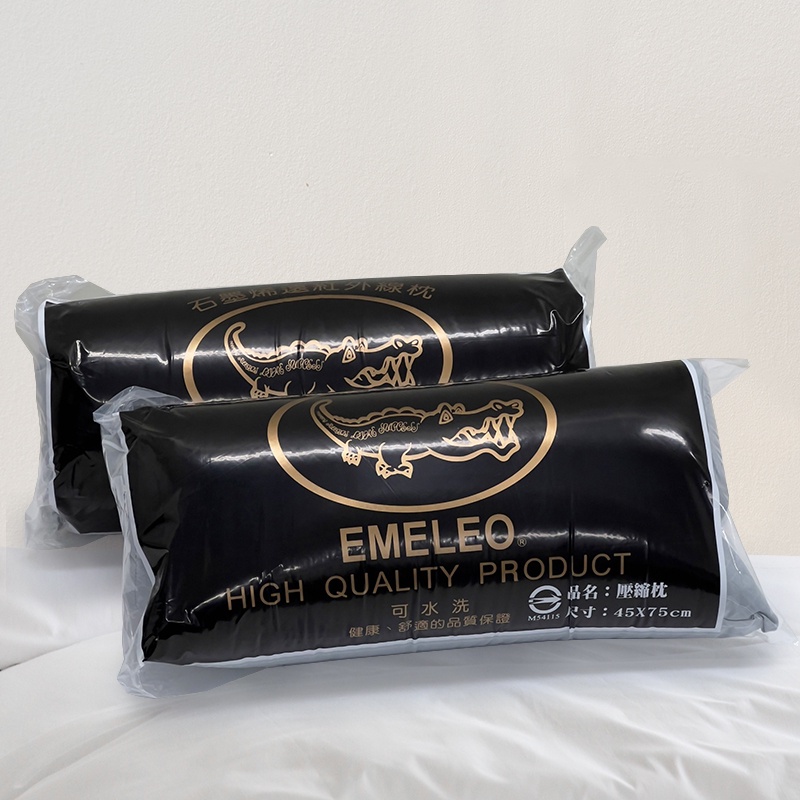 石墨烯遠紅外線枕
EMELEO®
HIGH QUALITY PRODUCT
可水洗
健康、舒適的品質保證
M54115
品名：壓縮枕
尺寸：45X75cm